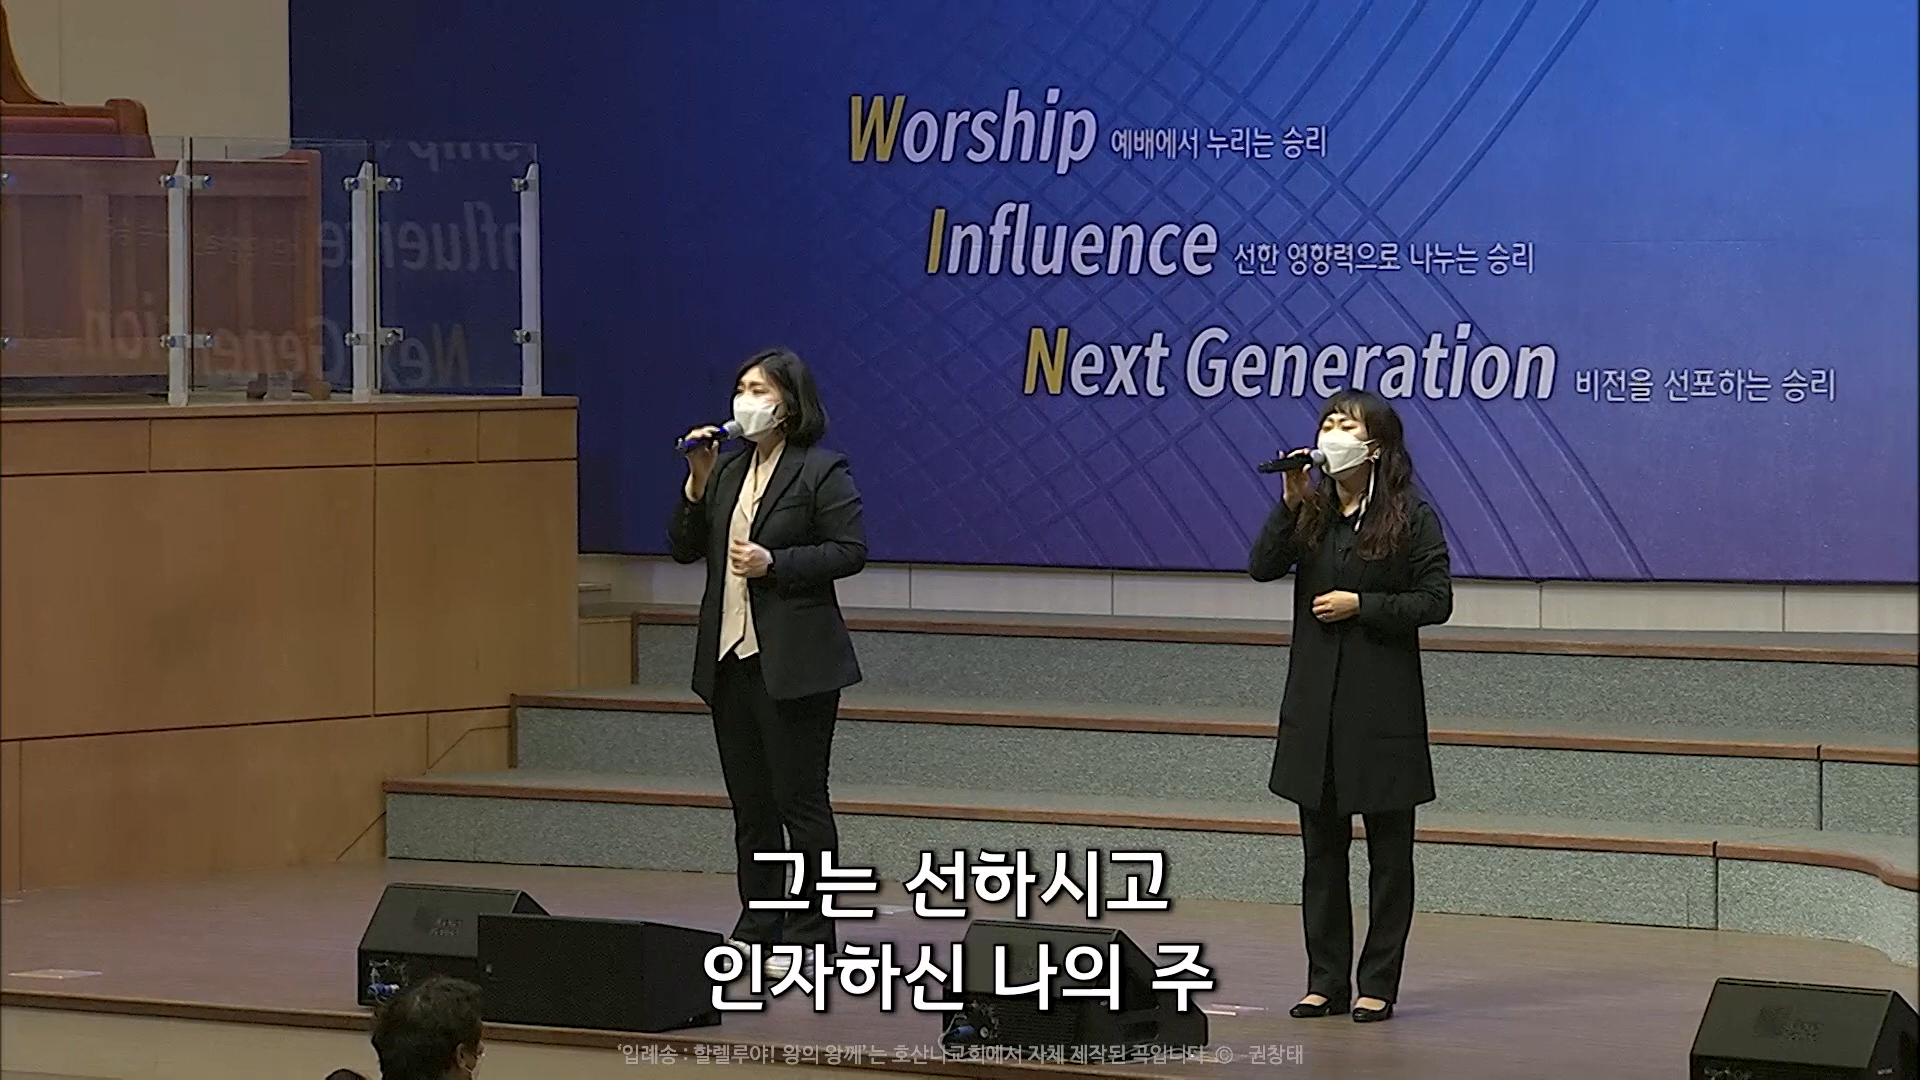 Worship 예배에서 누리는 승리
Influence 선한 영향력으로 나누는 승리
Next Generation 비전을 선포하는 승리
그는 선하시고
인자하신 나의 주
'입례송 : 할렐루야! 왕의 왕께'는 호산나교회에서 자체 제작된 곡입니다 ⓒ 권창태